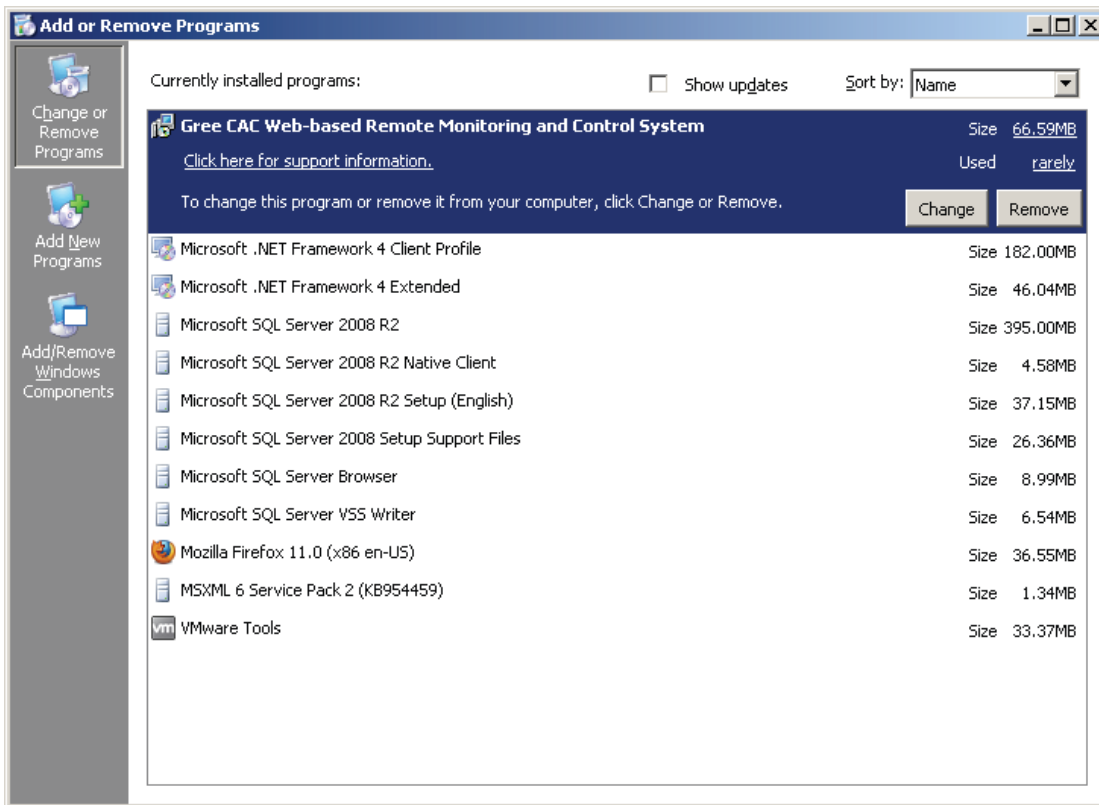 Add or Remove Programs
Change or
Remove
Programs
Add New
Programs
Add/Remove
Windows
Components
Currently installed programs:
Show updates
Sort by: Name
Gree CAC Web-based Remote Monitoring and Control System Size 66.59MB
Click here for support information. Used rarely
To change this program or remove it from your computer, click Change or Remove. Change Remove
Microsoft .NET Framework 4 Client Profile Size 182.00MB
Microsoft .NET Framework 4 Extended Size 46.04MB
Microsoft SQL Server 2008 R2 Size 395.00MB
Microsoft SQL Server 2008 R2 Native Client Size 4.58MB
Microsoft SQL Server 2008 R2 Setup (English) Size 37.15MB
Microsoft SQL Server 2008 Setup Support Files Size 26.36MB
Microsoft SQL Server Browser Size 8.99MB
Microsoft SQL Server VSS Writer Size 6.54MB
Mozilla Firefox 11.0 (x86 en-US) Size 36.55MB
MSXML 6 Service Pack 2 (KB954459) Size 1.34MB
vm VMware Tools Size 33.37MB